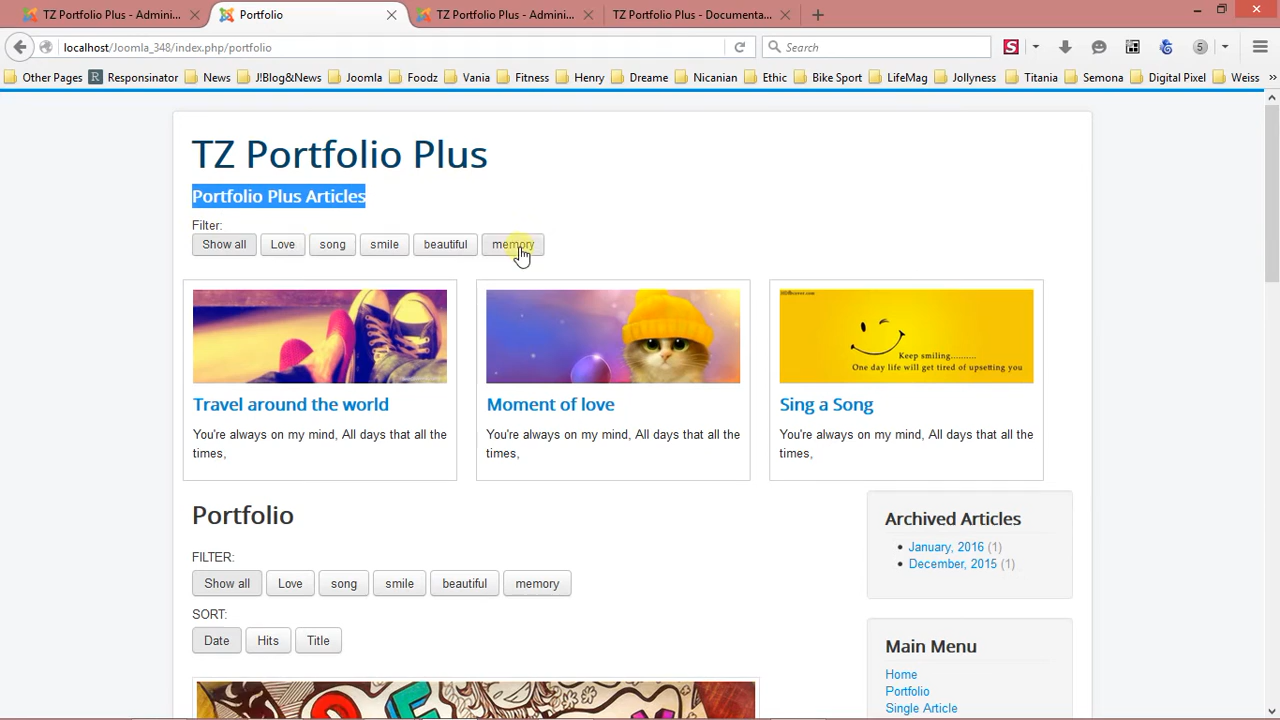 TZ Portfolio Plus - Admini... × Portfolio × TZ Portfolio Plus - Admini... × TZ Portfolio Plus - Documenta... × +
localhost/Joomla_348/index.php/portfolio Search S 5
Other Pages R Responsinator News J!Blog&News Joomla Foodz Vania Fitness Henry Dreame Nicanian Ethic Bike Sport LifeMag Jollyness Titania Semona Digital Pixel Weiss »
TZ Portfolio Plus
Portfolio Plus Articles
Filter:
Show all Love song smile beautiful memory
Keep smiling..........
One day life will get tired of upsetting you
Travel around the world
You're always on my mind, All days that all the
times,
Moment of love
You're always on my mind, All days that all the
times,
Sing a Song
You're always on my mind, All days that all the
times,
Portfolio
FILTER:
Show all Love song smile beautiful memory
SORT:
Date Hits Title
Archived Articles
January, 2016 (1)
December, 2015 (1)
Main Menu
Home
Portfolio
Single Article